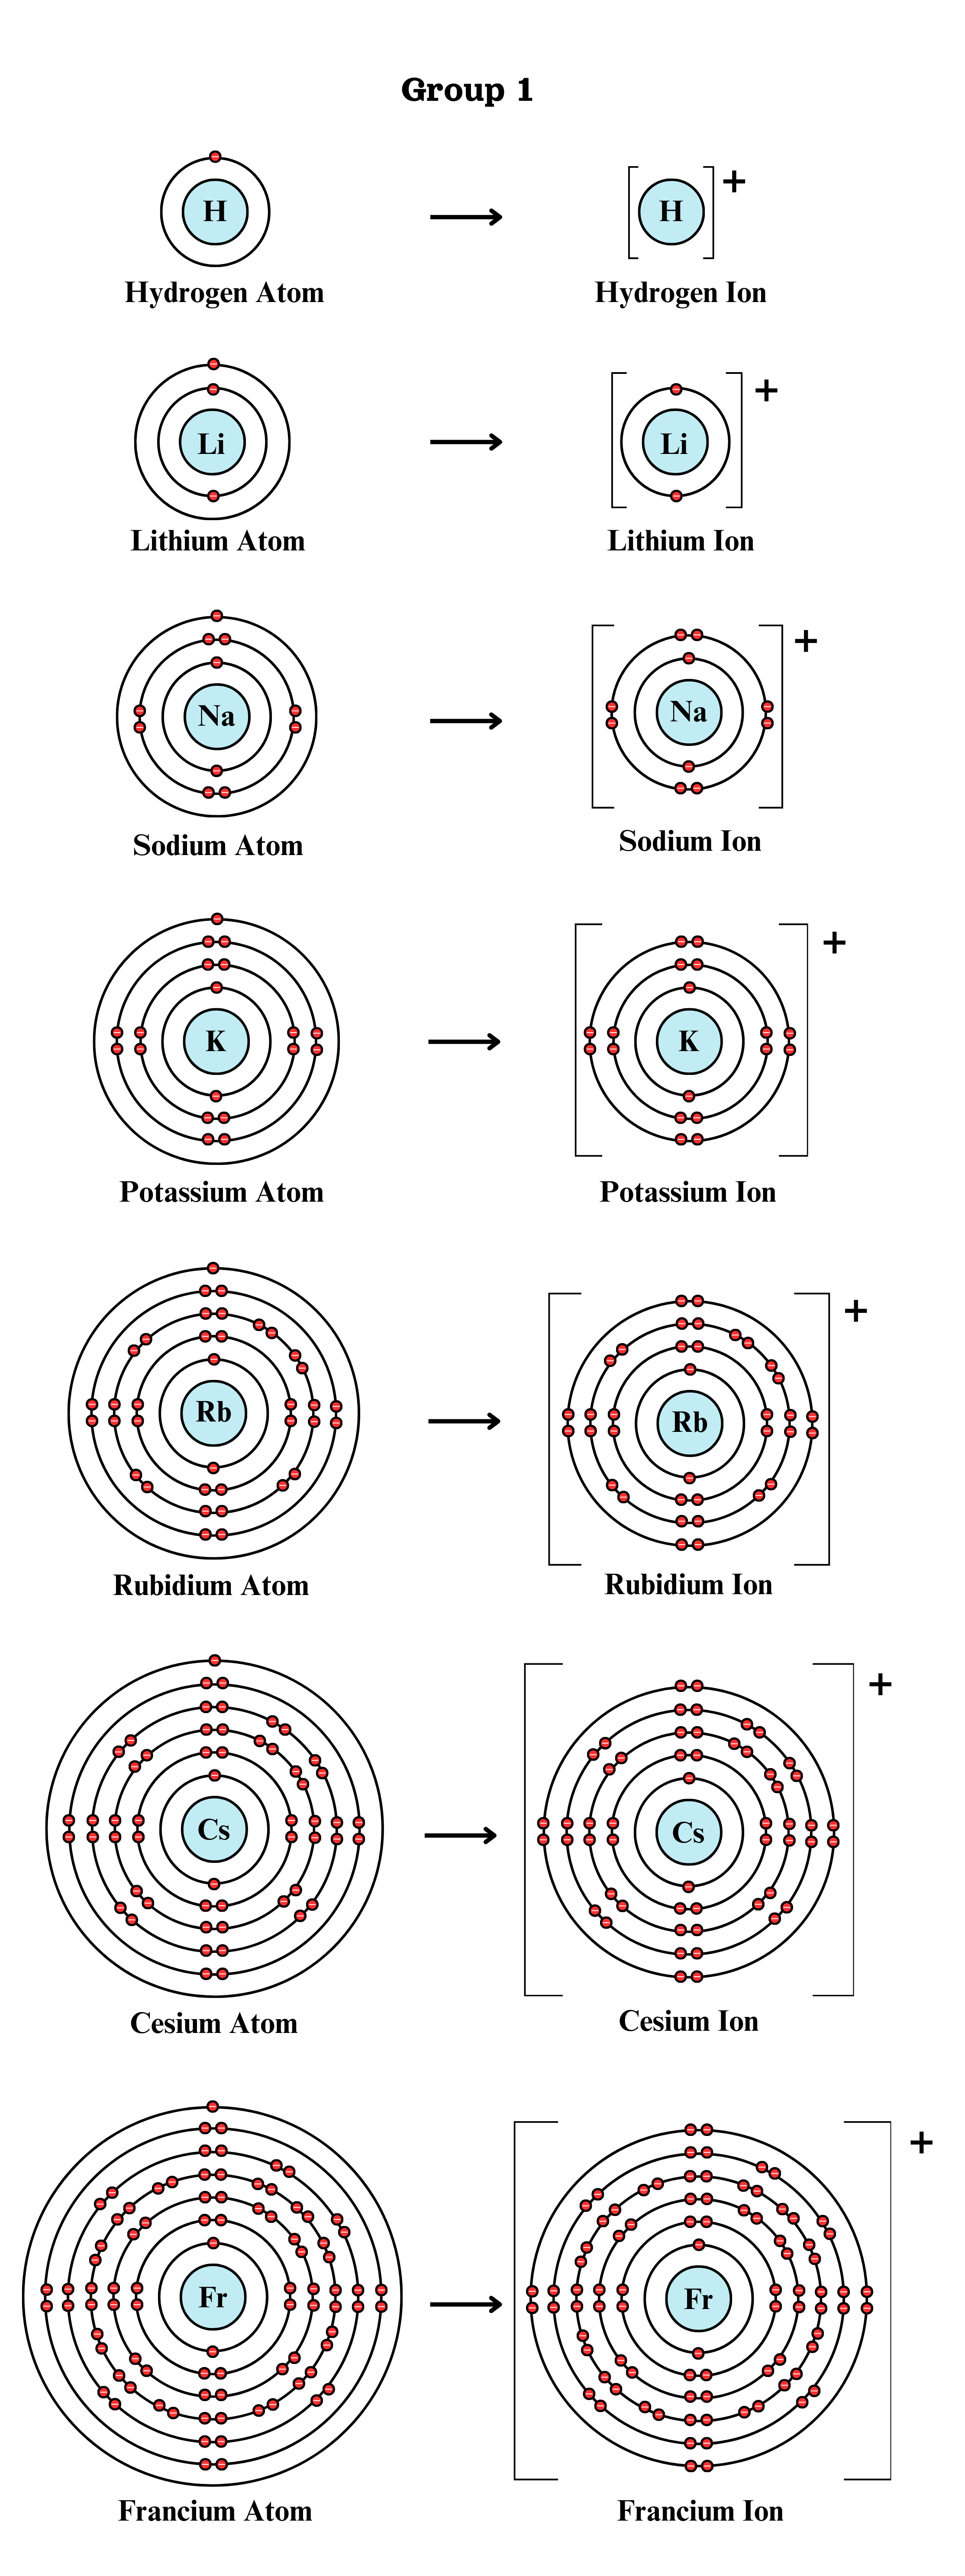 Group 1
H
H
+
Hydrogen Atom
Hydrogen Ion
Li
Li
+
Lithium Atom
Lithium Ion
Na
Na
+
Sodium Atom
Sodium Ion
K
K
+
Potassium Atom
Potassium Ion
Rb
Rb
+
Rubidium Atom
Rubidium Ion
Cs
Cs
+
Cesium Atom
Cesium Ion
Fr
Fr
+
Francium Atom
Francium Ion